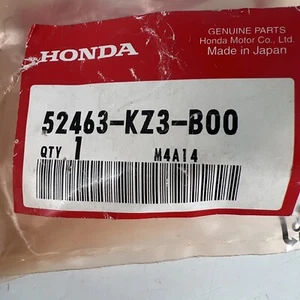 HONDA
GENUINE PARTS
Honda Motor Co., Ltd.
Made in Japan
52463-KZ3-B00
QTY 1
M4A14